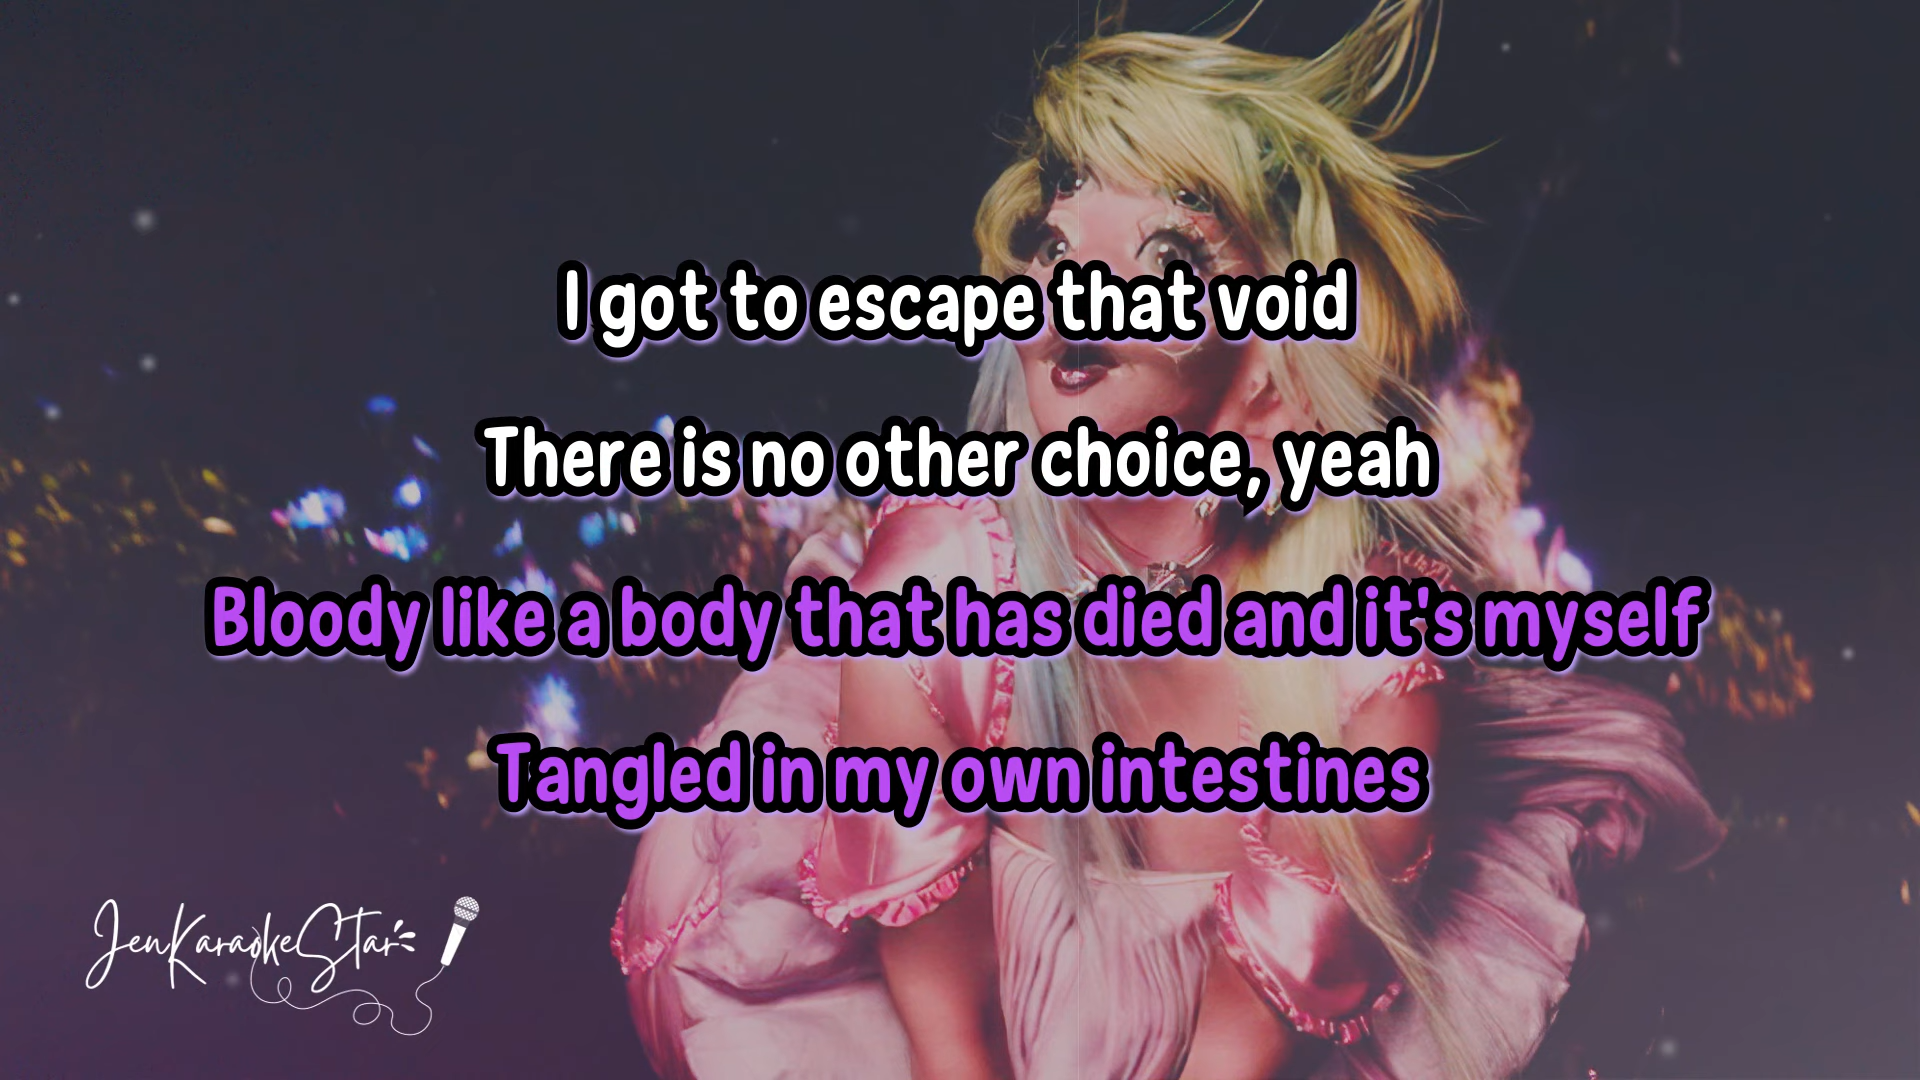 I got to escape that void
There is no other choice, yeah
Bloody like a body that has died and it's myself
Tangled in my own intestines
JenKaraokeStar